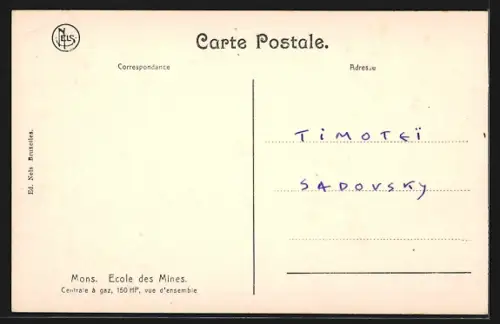 NELS
Carte Postale.
Correspondance
Adresse
TIMOTEÏ
SADOVSKY
Ed. Nels Bruxelles.
Mons. Ecole des Mines.
Centrale à gaz, 150 HP, vue d'ensemble